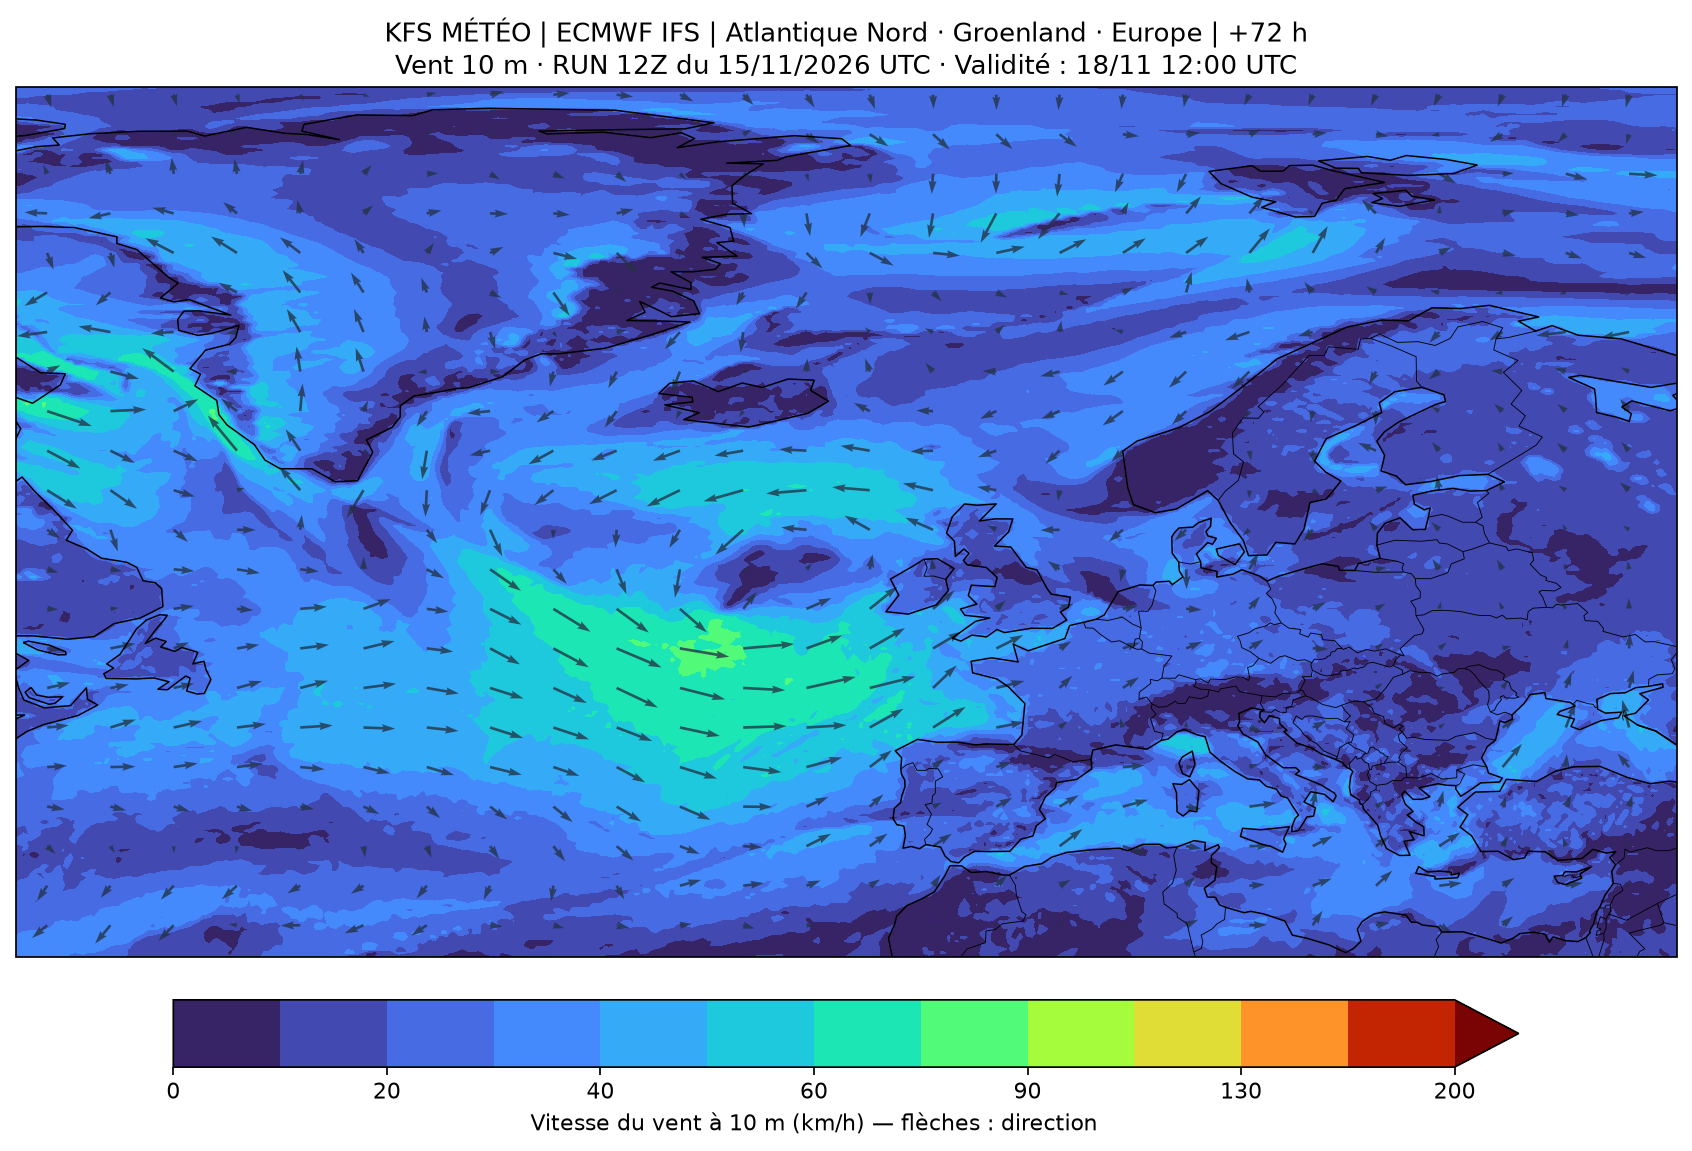 KFS MÉTÉO | ECMWF IFS | Atlantique Nord · Groenland · Europe | +72 h
Vent 10 m · RUN 12Z du 15/11/2026 UTC · Validité : 18/11 12:00 UTC
0 20 40 60 90 130 200
Vitesse du vent à 10 m (km/h) — flèches : direction